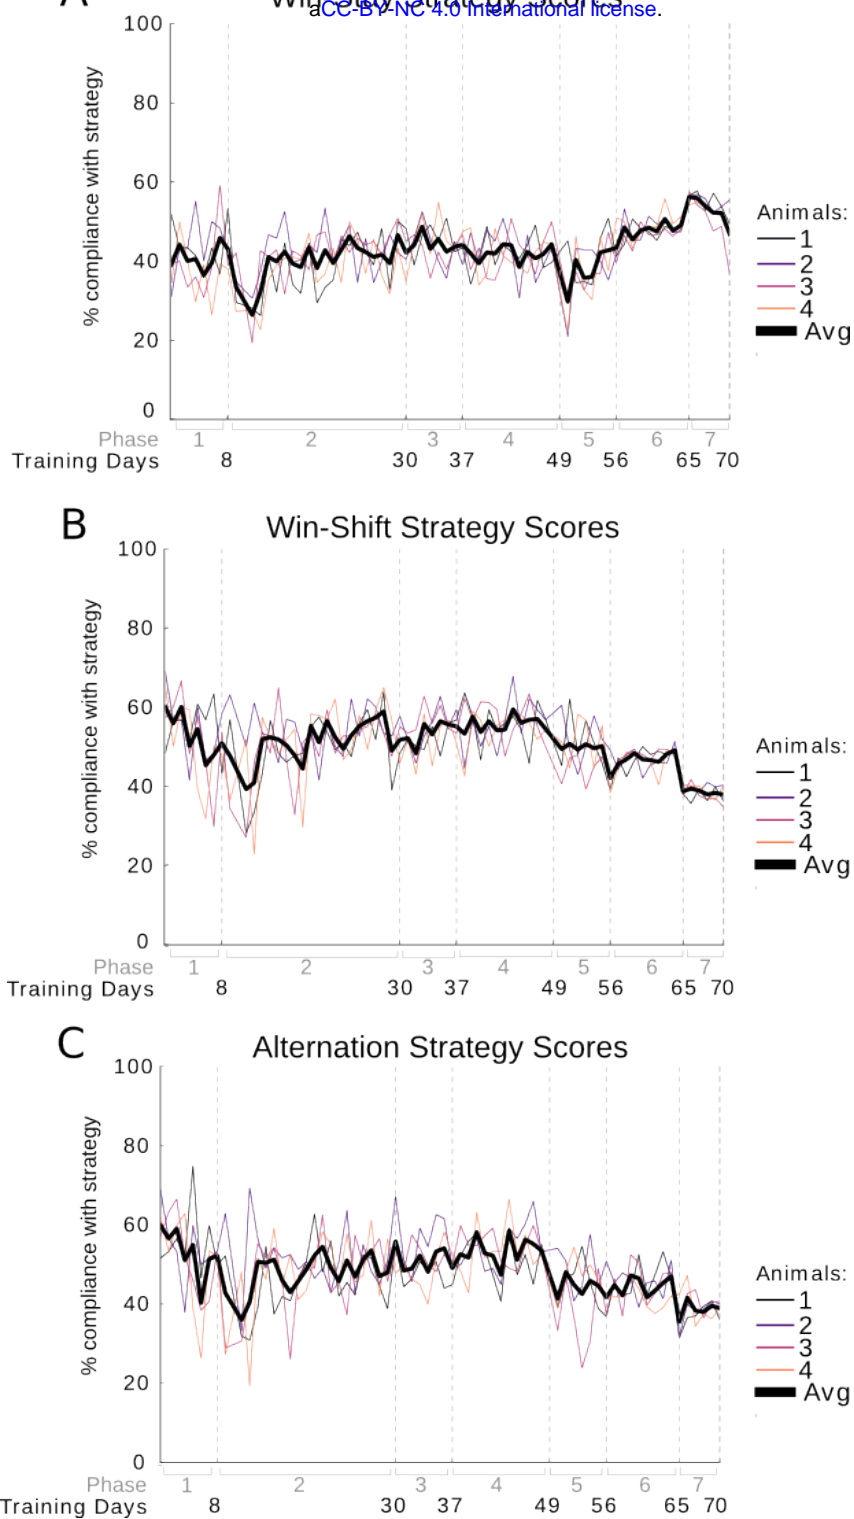 A
Win-Stay Strategy Scores
aCC-BY-NC 4.0 International license.
100
80
60
40
20
0
% compliance with strategy
Animals:
1
2
3
4
Avg
Phase 1 2 3 4 5 6 7
Training Days 8 30 37 49 56 65 70
B
Win-Shift Strategy Scores
100
80
60
40
20
0
% compliance with strategy
Animals:
1
2
3
4
Avg
Phase 1 2 3 4 5 6 7
Training Days 8 30 37 49 56 65 70
C
Alternation Strategy Scores
100
80
60
40
20
0
% compliance with strategy
Animals:
1
2
3
4
Avg
Phase 1 2 3 4 5 6 7
Training Days 8 30 37 49 56 65 70